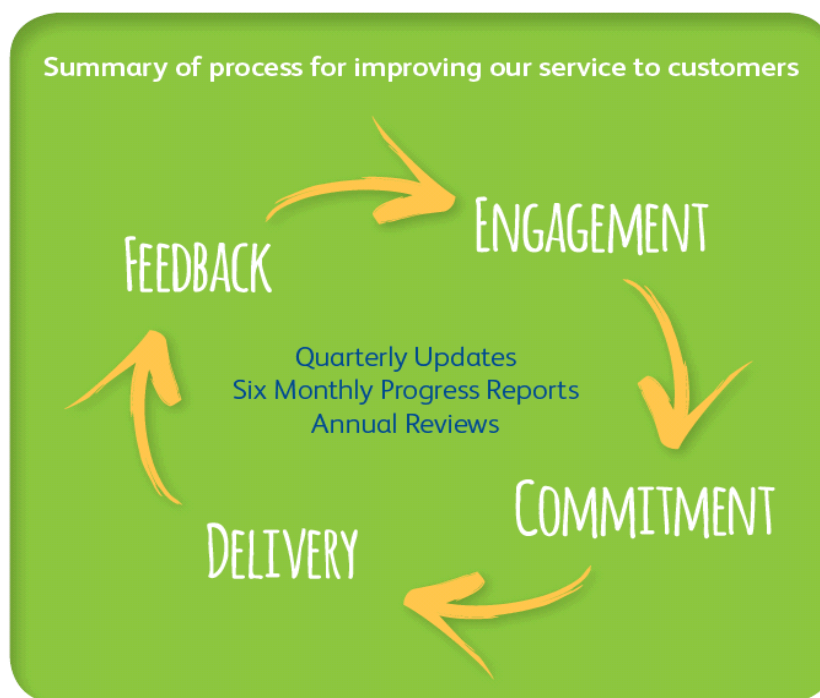 Summary of process for improving our service to customers
FEEDBACK
ENGAGEMENT
Quarterly Updates
Six Monthly Progress Reports
Annual Reviews
COMMITMENT
DELIVERY